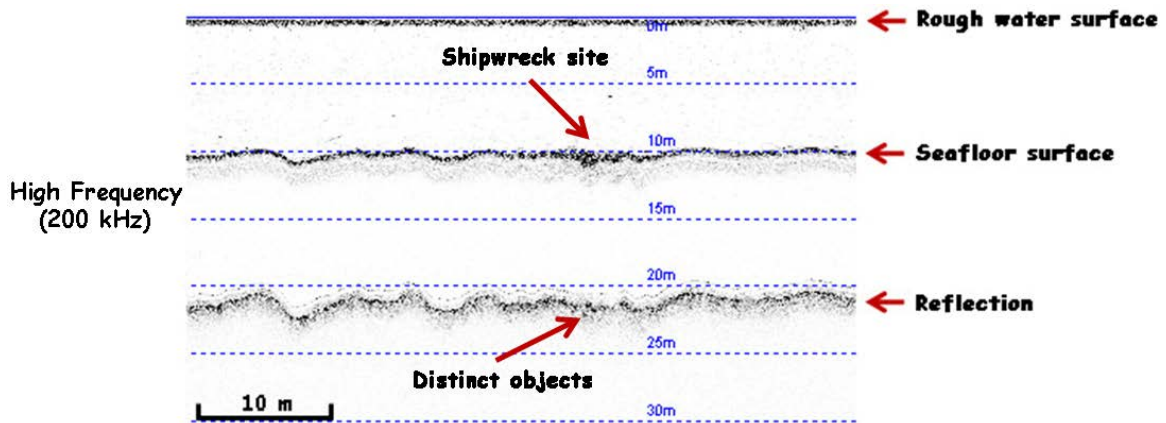 0m
Rough water surface
Shipwreck site
5m
10m
Seafloor surface
High Frequency
(200 kHz)
15m
20m
Reflection
25m
Distinct objects
10 m
30m